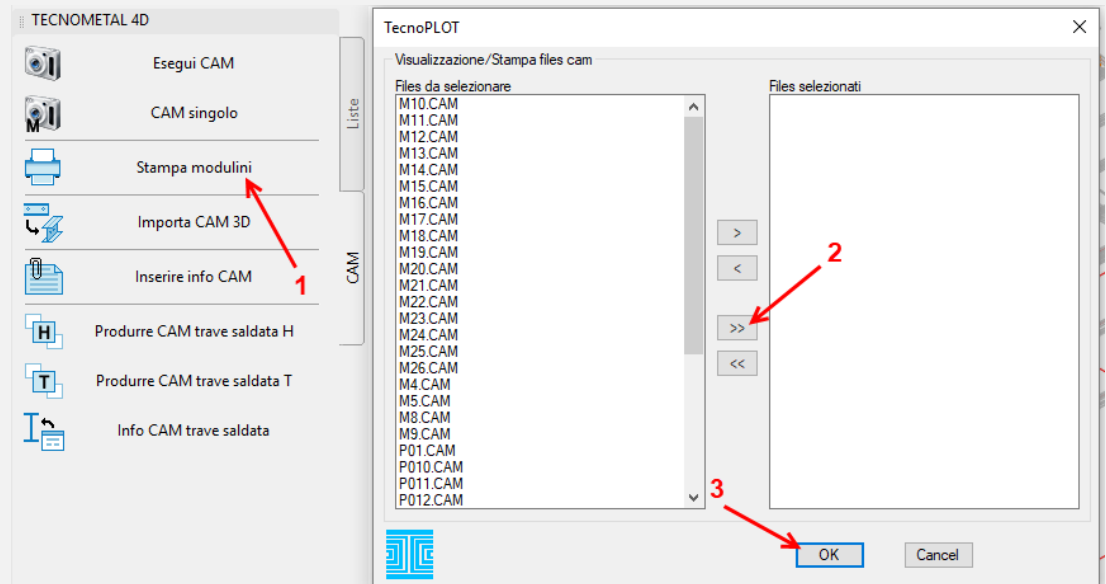 TECNOMETAL 4D
Esegui CAM
M
CAM singolo
Stampa modulini
Importa CAM 3D
Inserire info CAM
H
Produrre CAM trave saldata H
T
Produrre CAM trave saldata T
Info CAM trave saldata
1
Liste
CAM
TecnoPLOT
Visualizzazione/Stampa files cam
Files da selezionare
M10.CAM
M11.CAM
M12.CAM
M13.CAM
M14.CAM
M15.CAM
M16.CAM
M17.CAM
M18.CAM
M19.CAM
M20.CAM
M21.CAM
M22.CAM
M23.CAM
M24.CAM
M25.CAM
M26.CAM
M4.CAM
M5.CAM
M8.CAM
M9.CAM
P01.CAM
P010.CAM
P011.CAM
P012.CAM
>
<
>>
<<
2
Files selezionati
3
OK
Cancel